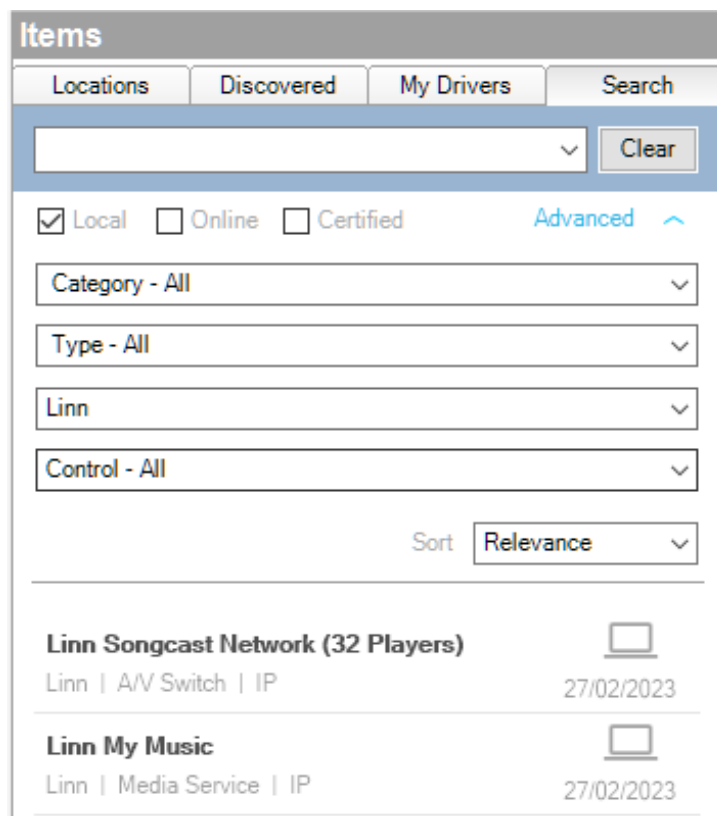 Items
Locations Discovered My Drivers Search
Clear
Local Online Certified Advanced
Category - All
Type - All
Linn
Control - All
Sort Relevance
Linn Songcast Network (32 Players)
Linn | A/V Switch | IP 27/02/2023
Linn My Music
Linn | Media Service | IP 27/02/2023